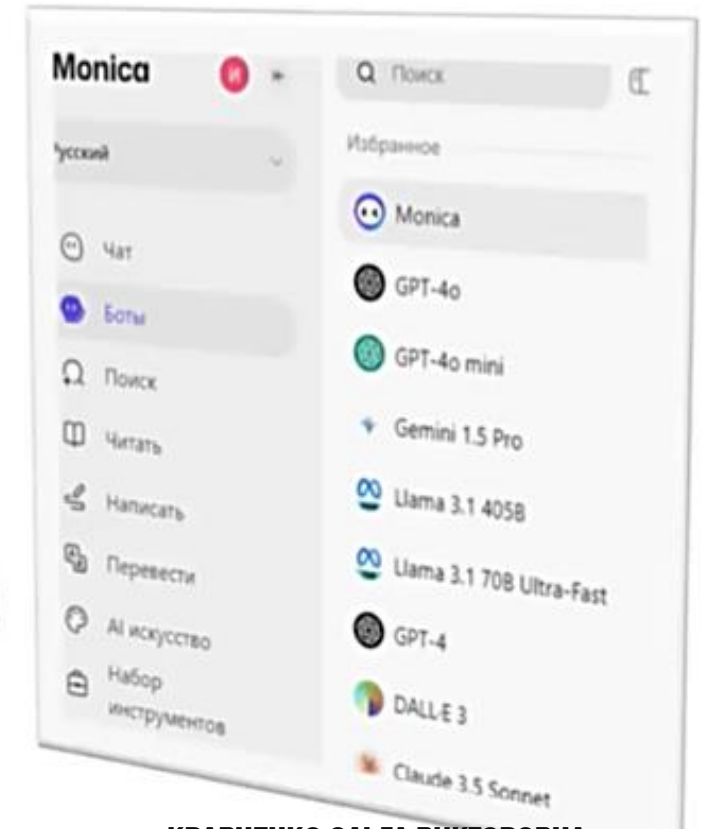 Monica
И
Русский
Чат
Боты
Поиск
Читать
Написать
Перевести
AI искусство
Набор
инструментов
Поиск
Избранное
Monica
GPT-4o
GPT-4o mini
Gemini 1.5 Pro
Llama 3.1 405B
Llama 3.1 70B Ultra-Fast
GPT-4
DALL·E 3
Claude 3.5 Sonnet